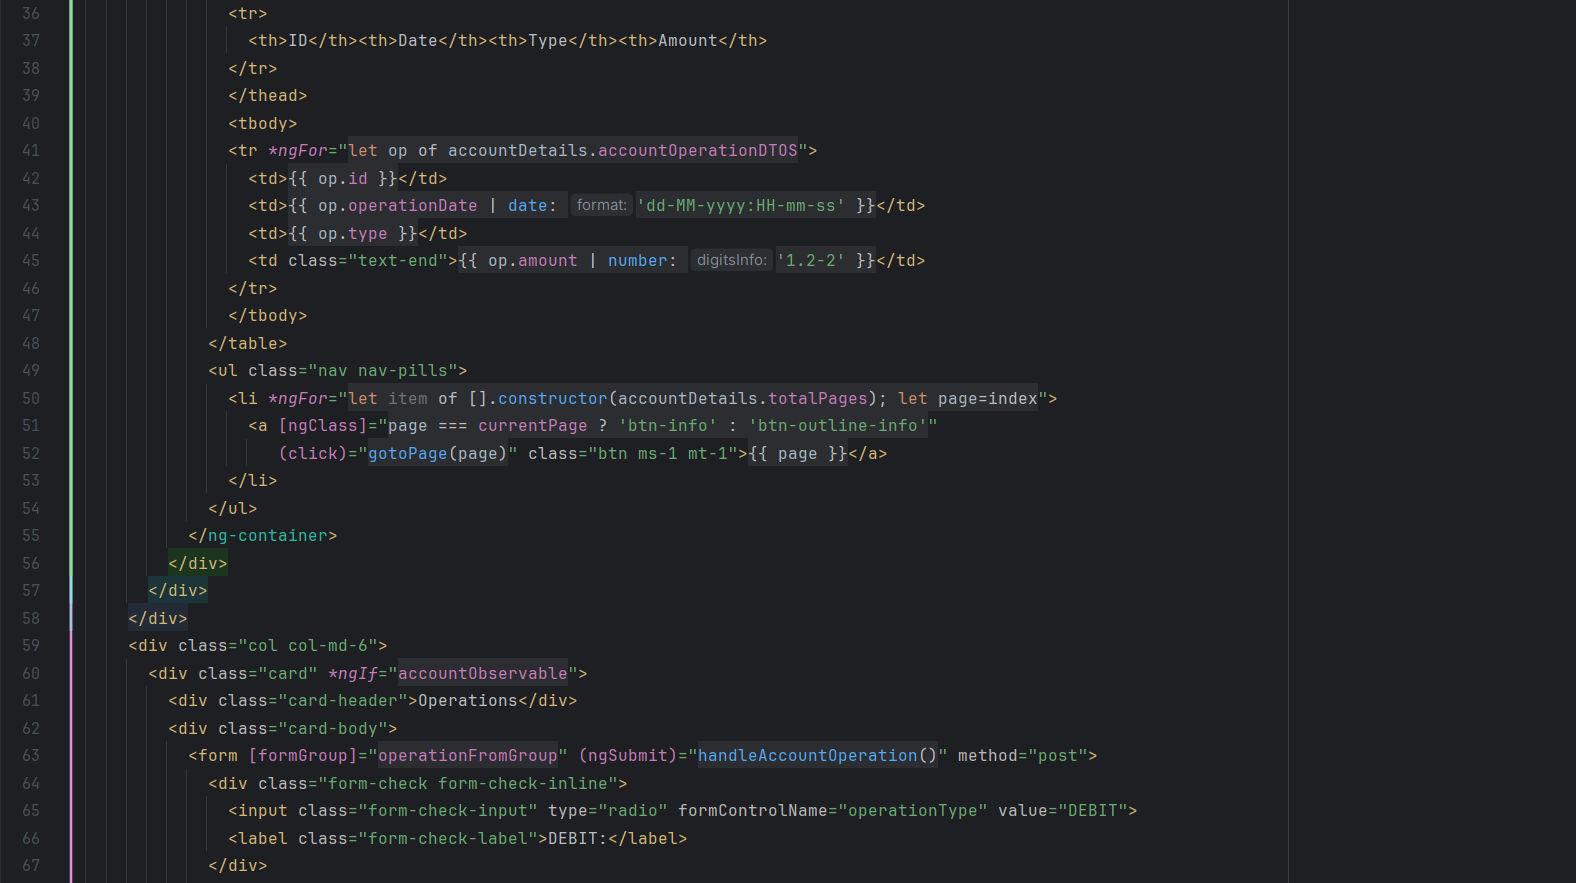 36 <tr>
37 <th>ID</th><th>Date</th><th>Type</th><th>Amount</th>
38 </tr>
39 </thead>
40 <tbody>
41 <tr *ngFor="let op of accountDetails.accountOperationDTOS">
42 <td>{{ op.id }}</td>
43 <td>{{ op.operationDate | date: format: 'dd-MM-yyyy:HH-mm-ss' }}</td>
44 <td>{{ op.type }}</td>
45 <td class="text-end">{{ op.amount | number: digitsInfo: '1.2-2' }}</td>
46 </tr>
47 </tbody>
48 </table>
49 <ul class="nav nav-pills">
50 <li *ngFor="let item of [].constructor(accountDetails.totalPages); let page=index">
51 <a [ngClass]="page === currentPage ? 'btn-info' : 'btn-outline-info'"
52 (click)="gotoPage(page)" class="btn ms-1 mt-1">{{ page }}</a>
53 </li>
54 </ul>
55 </ng-container>
56 </div>
57 </div>
58 </div>
59 <div class="col col-md-6">
60 <div class="card" *ngIf="accountObservable">
61 <div class="card-header">Operations</div>
62 <div class="card-body">
63 <form [formGroup]="operationFromGroup" (ngSubmit)="handleAccountOperation()" method="post">
64 <div class="form-check form-check-inline">
65 <input class="form-check-input" type="radio" formControlName="operationType" value="DEBIT">
66 <label class="form-check-label">DEBIT:</label>
67 </div>